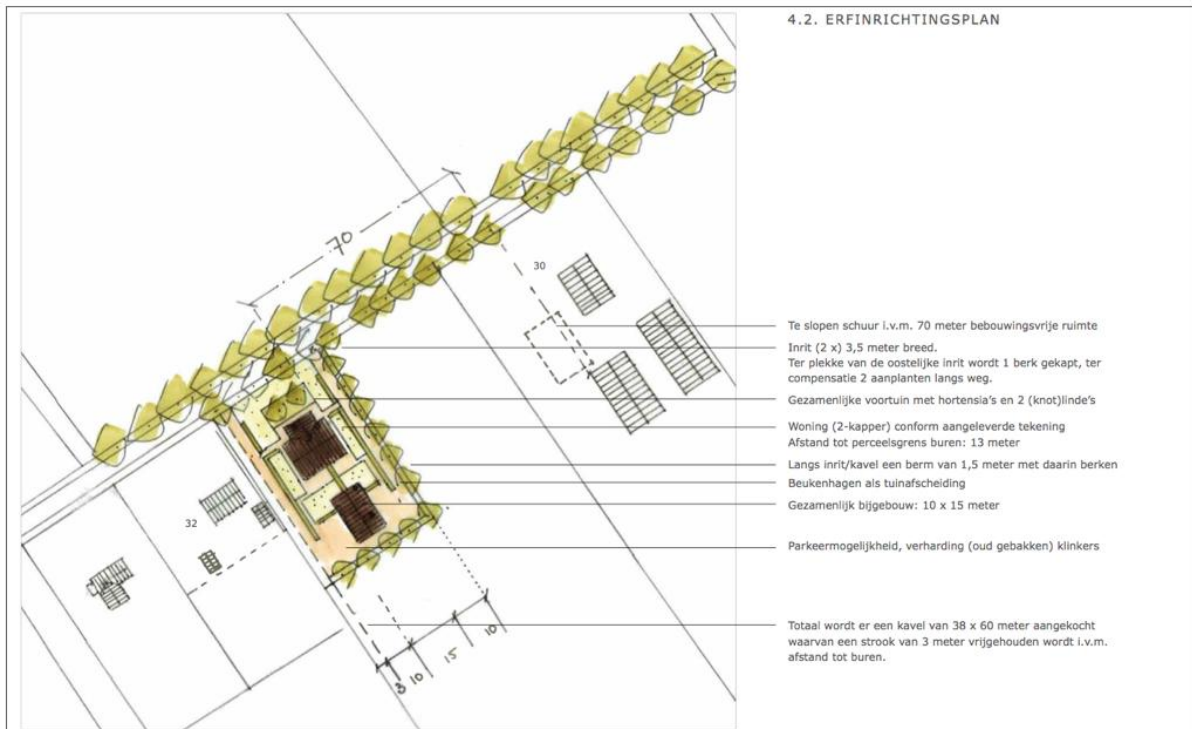 4.2. ERFINRICHTINGSPLAN
70
30
Te slopen schuur i.v.m. 70 meter bebouwingsvrije ruimte
Inrit (2 x) 3,5 meter breed.
Ter plekke van de oostelijke inrit wordt 1 berk gekapt, ter
compensatie 2 aanplanten langs weg.
Gezamenlijke voortuin met hortensia's en 2 (knot)linde's
Woning (2-kapper) conform aangeleverde tekening
Afstand tot perceelsgrens buren: 13 meter
Langs inrit/kavel een berm van 1,5 meter met daarin berken
Beukenhagen als tuinafscheiding
Gezamenlijk bijgebouw: 10 x 15 meter
32
Parkeermogelijkheid, verharding (oud gebakken) klinkers
Totaal wordt er een kavel van 38 x 60 meter aangekocht
waarvan een strook van 3 meter vrijgehouden wordt i.v.m.
afstand tot buren.
3 10 15 10